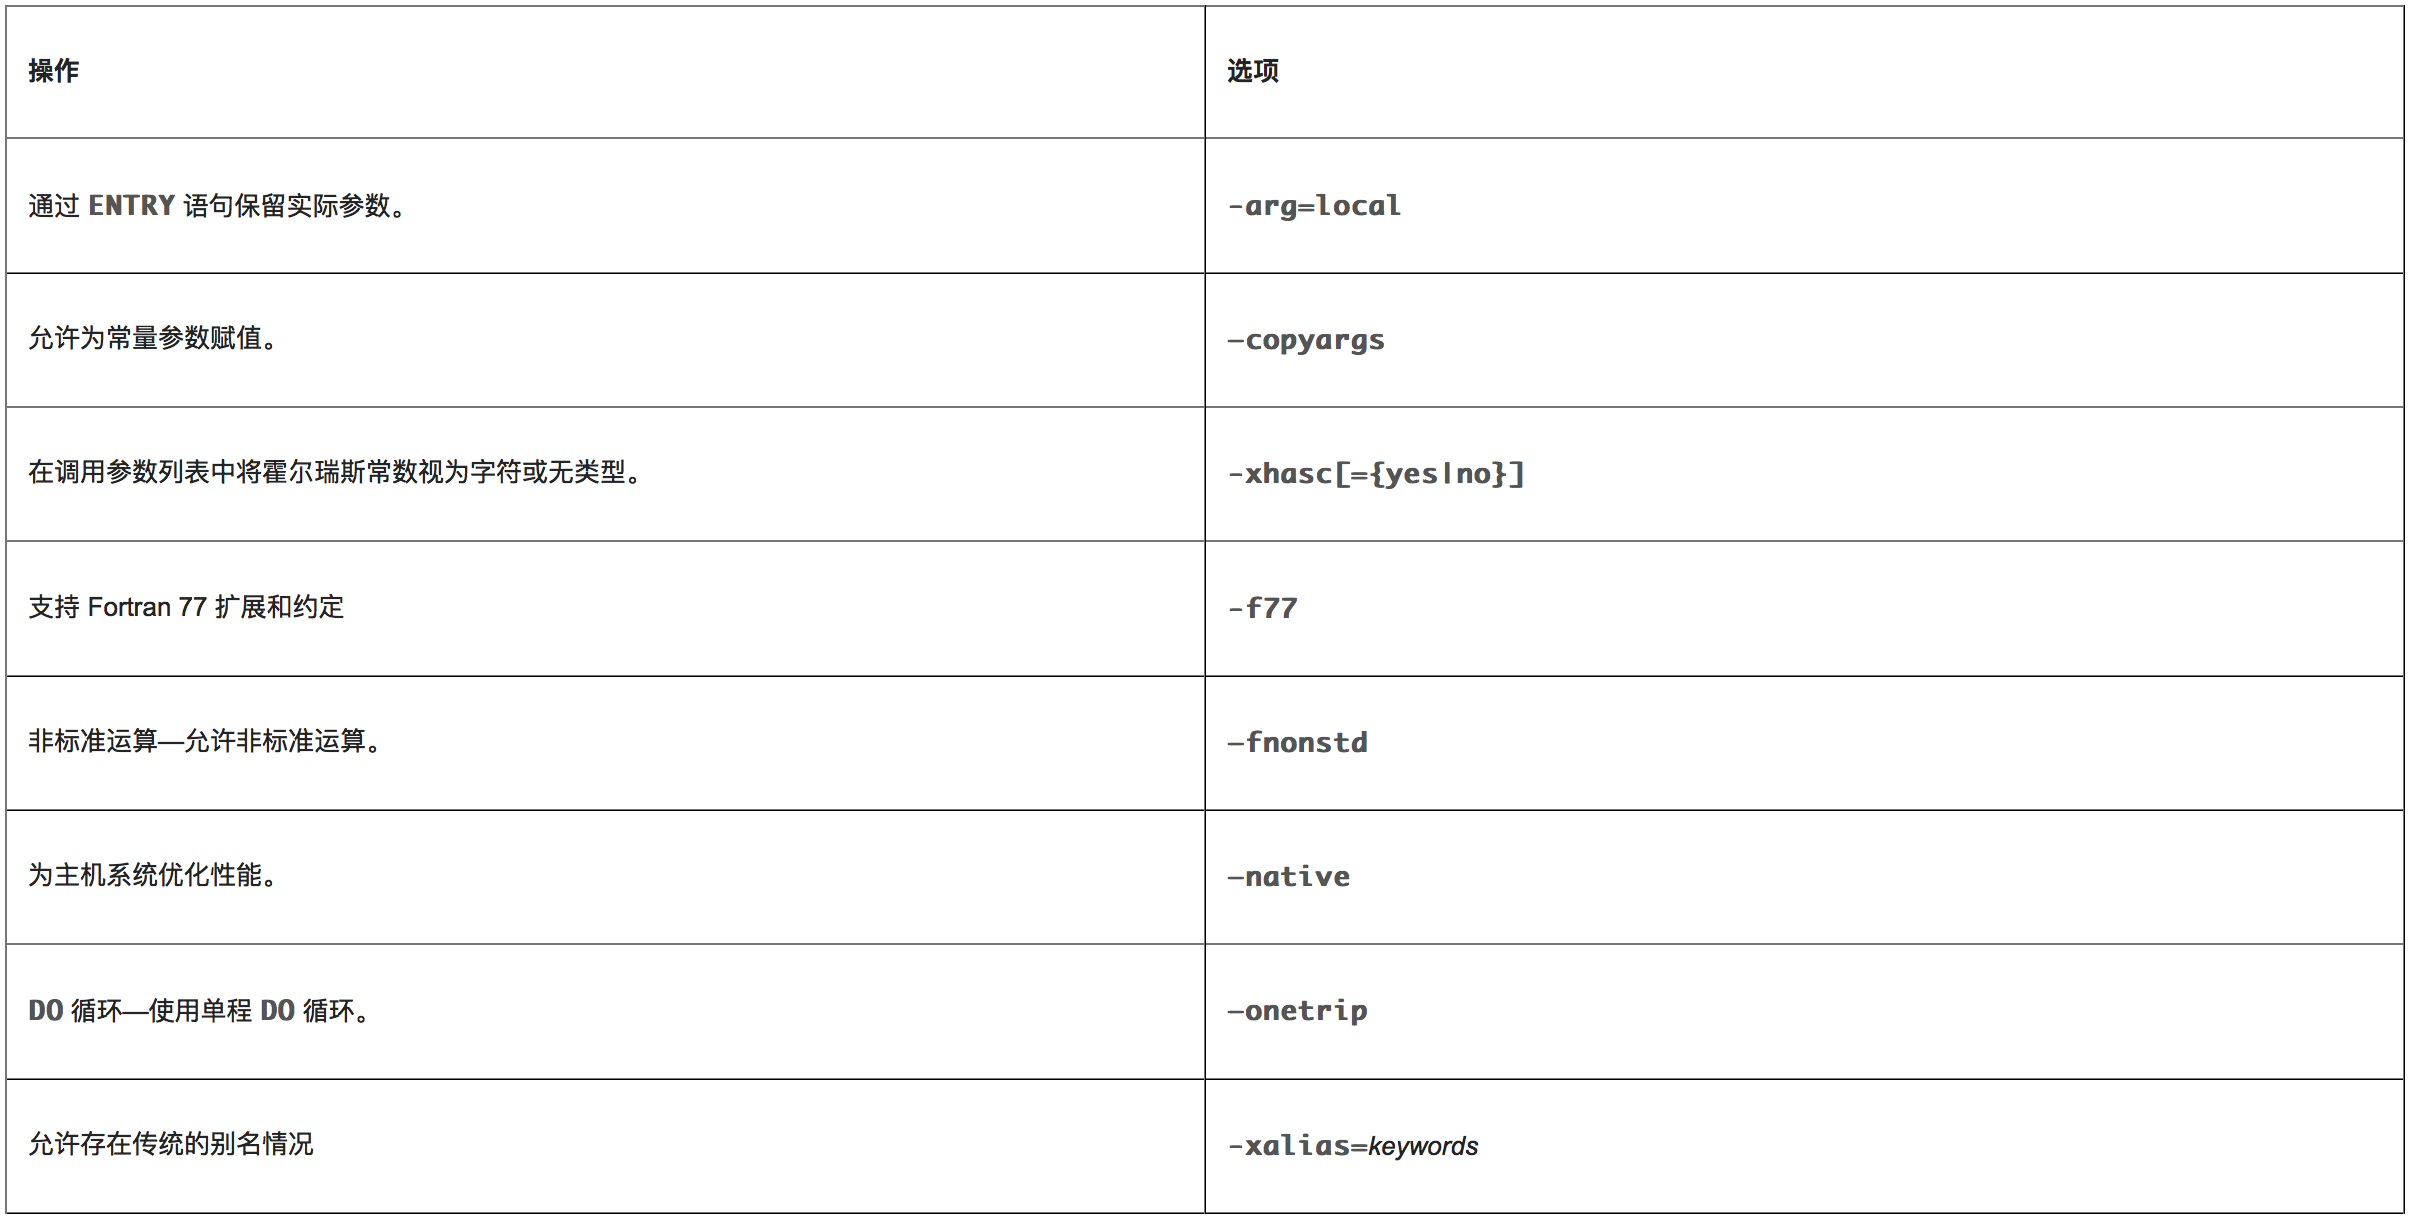 操作
选项
通过 ENTRY 语句保留实际参数。
-arg=local
允许为常量参数赋值。
–copyargs
在调用参数列表中将霍尔瑞斯常数视为字符或无类型。
-xhasc[={yes|no}]
支持 Fortran 77 扩展和约定
-f77
非标准运算—允许非标准运算。
–fnonstd
为主机系统优化性能。
–native
DO 循环—使用单程 DO 循环。
–onetrip
允许存在传统的别名情况
-xalias=keywords